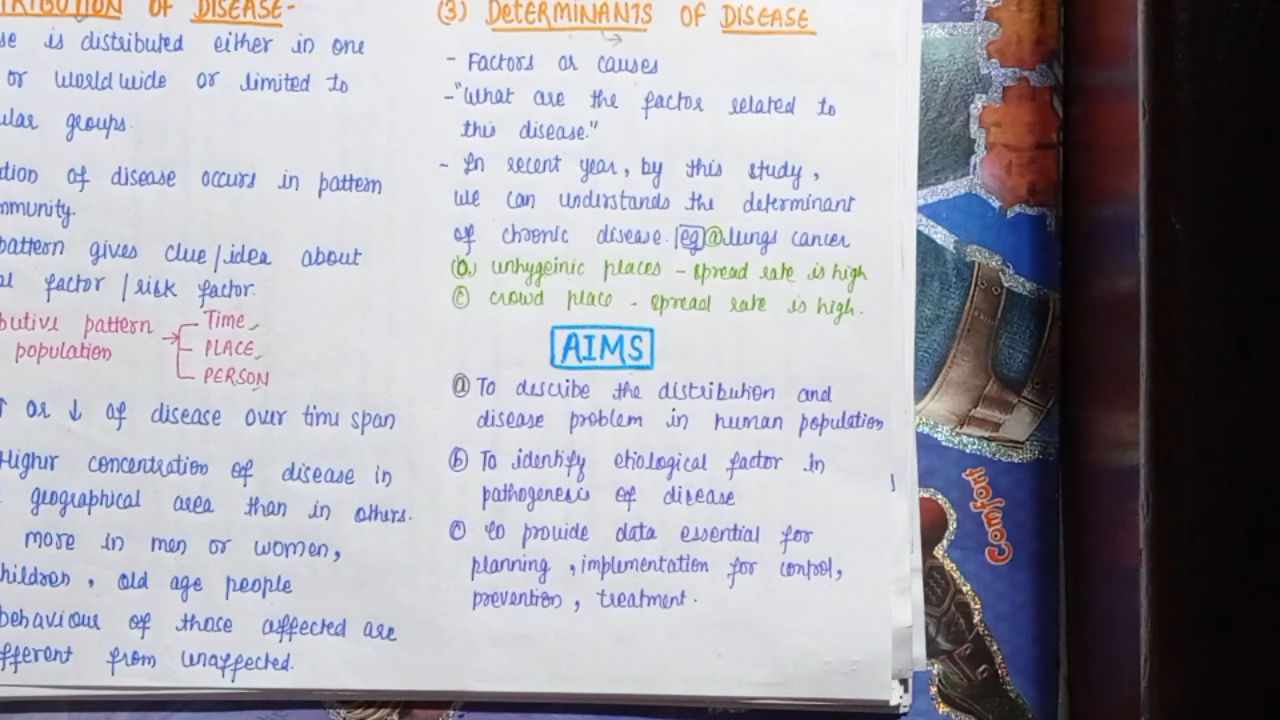 TRIBUTION OF DISEASE-
se is distributed either in one
or worldwide or limited to
ular groups.
tion of disease occurs in pattern
mmunity.
pattern gives clue/idea about
al factor/risk factor.
butive pattern → Time
population PLACE
PERSON
↑ or ↓ of disease over time span
Higher concentration of disease in
geographical area than in others.
more in men or women,
hildren, old age people
behaviour of those affected are
fferent from unaffected.
(3) DETERMINANTS OF DISEASE
- Factors or causes
- "What are the factor related to
this disease."
- In recent year, by this study,
we can understands the determinant
of chronic disease. eg @ lungs cancer
(b) unhygeinic places - spread rate is high
(c) crowd place - spread rate is high.
AIMS
(a) To describe the distribution and
disease problem in human population
(b) To identify etiological factor in
pathogenesis of disease
(c) to provide data essential for
planning, implementation for control,
prevention, treatment.
Comfort